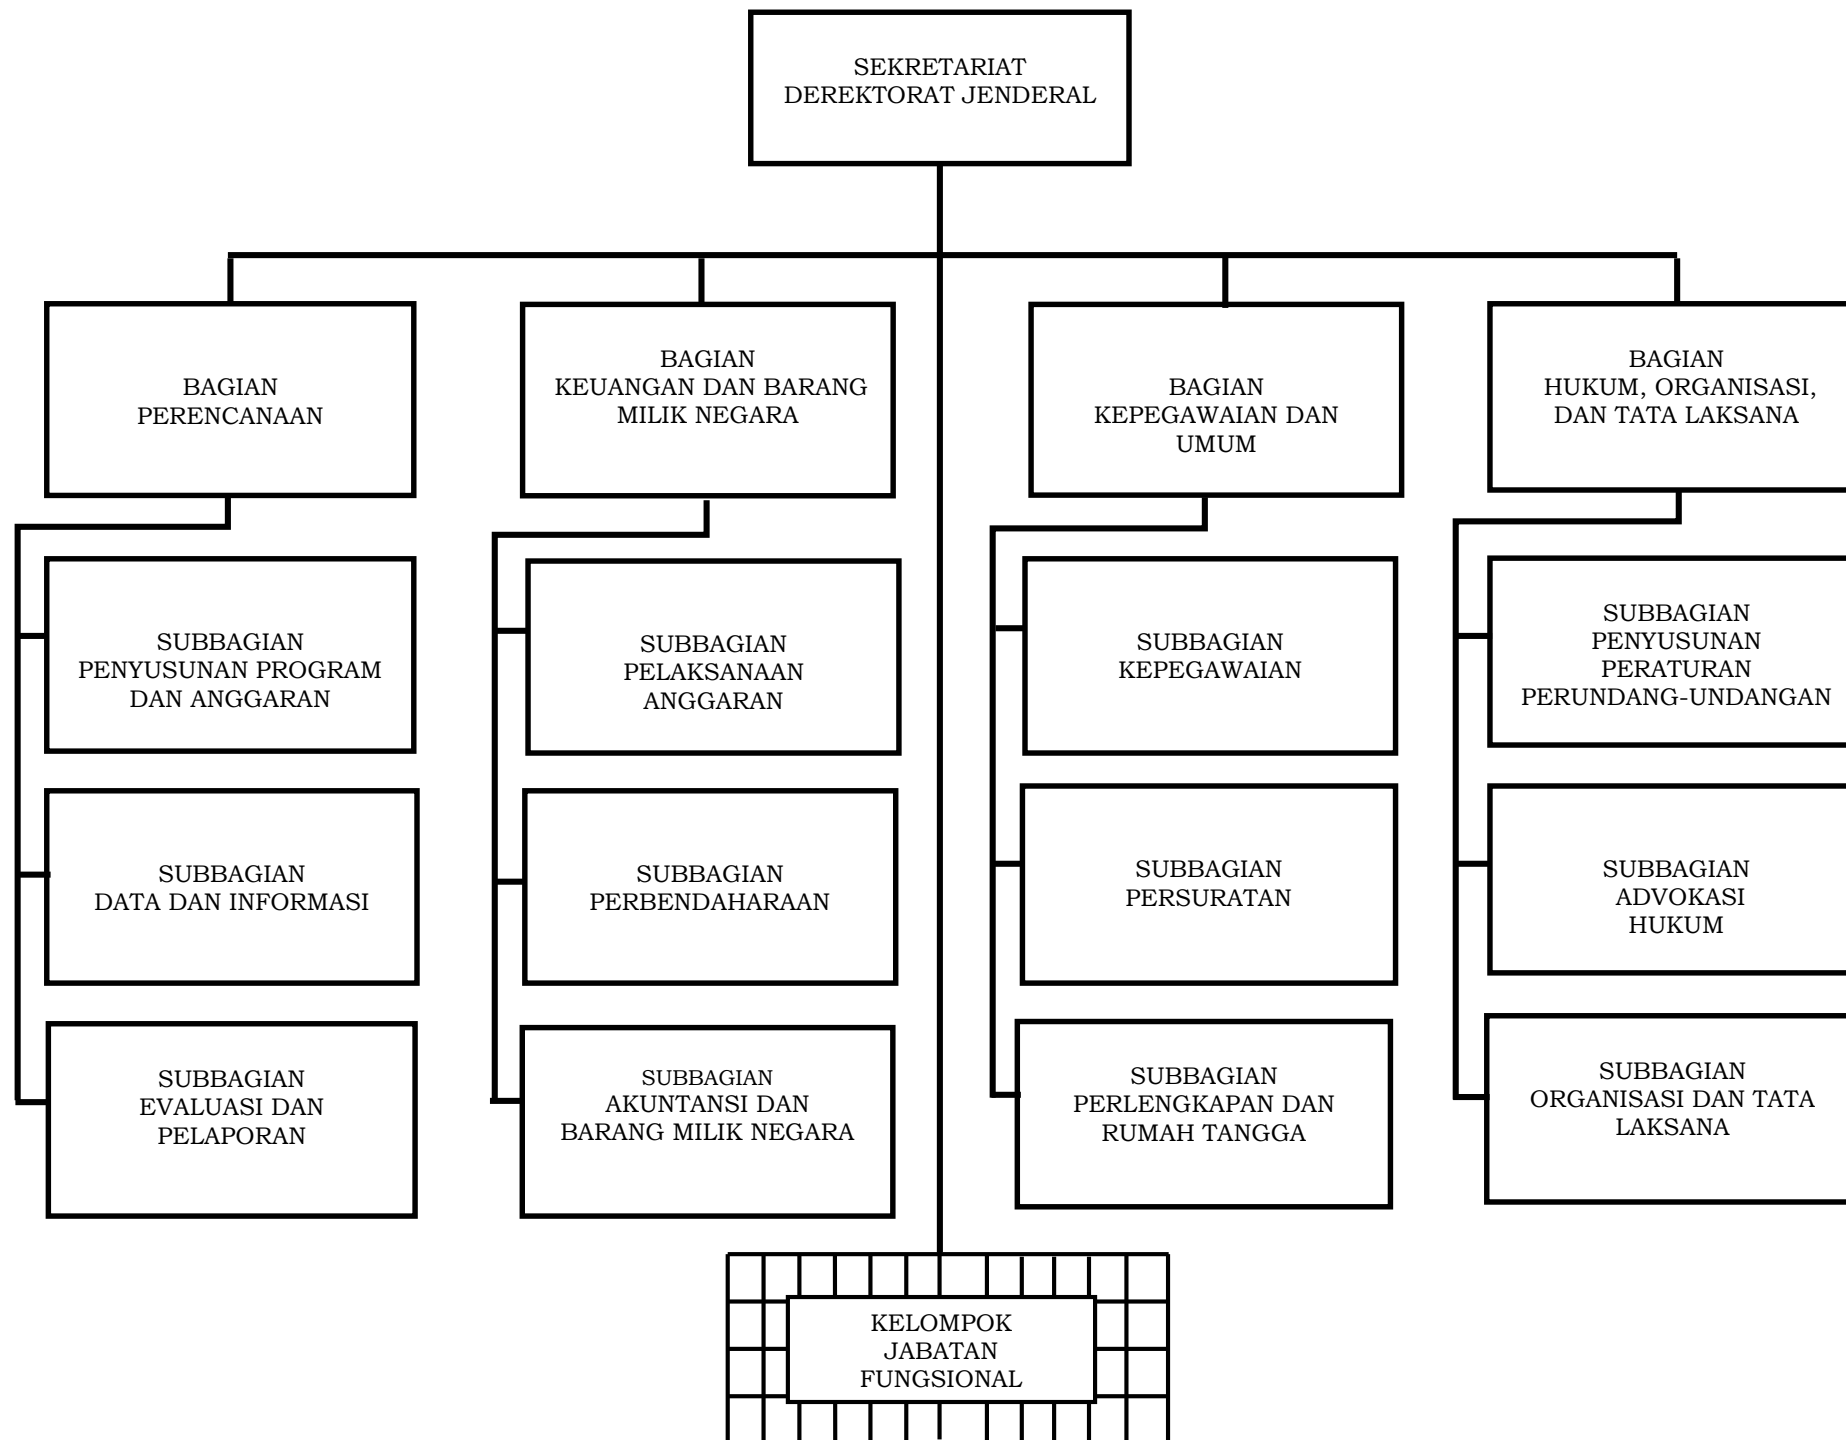 SEKRETARIAT
DEREKTORAT JENDERAL
BAGIAN
PERENCANAAN
BAGIAN
KEUANGAN DAN BARANG
MILIK NEGARA
BAGIAN
KEPEGAWAIAN DAN
UMUM
BAGIAN
HUKUM, ORGANISASI,
DAN TATA LAKSANA
SUBBAGIAN
PENYUSUNAN PROGRAM
DAN ANGGARAN
SUBBAGIAN
PELAKSANAAN
ANGGARAN
SUBBAGIAN
KEPEGAWAIAN
SUBBAGIAN
PENYUSUNAN
PERATURAN
PERUNDANG-UNDANGAN
SUBBAGIAN
DATA DAN INFORMASI
SUBBAGIAN
PERBENDAHARAAN
SUBBAGIAN
PERSURATAN
SUBBAGIAN
ADVOKASI
HUKUM
SUBBAGIAN
EVALUASI DAN
PELAPORAN
SUBBAGIAN
AKUNTANSI DAN
BARANG MILIK NEGARA
SUBBAGIAN
PERLENGKAPAN DAN
RUMAH TANGGA
SUBBAGIAN
ORGANISASI DAN TATA
LAKSANA
KELOMPOK
JABATAN
FUNGSIONAL